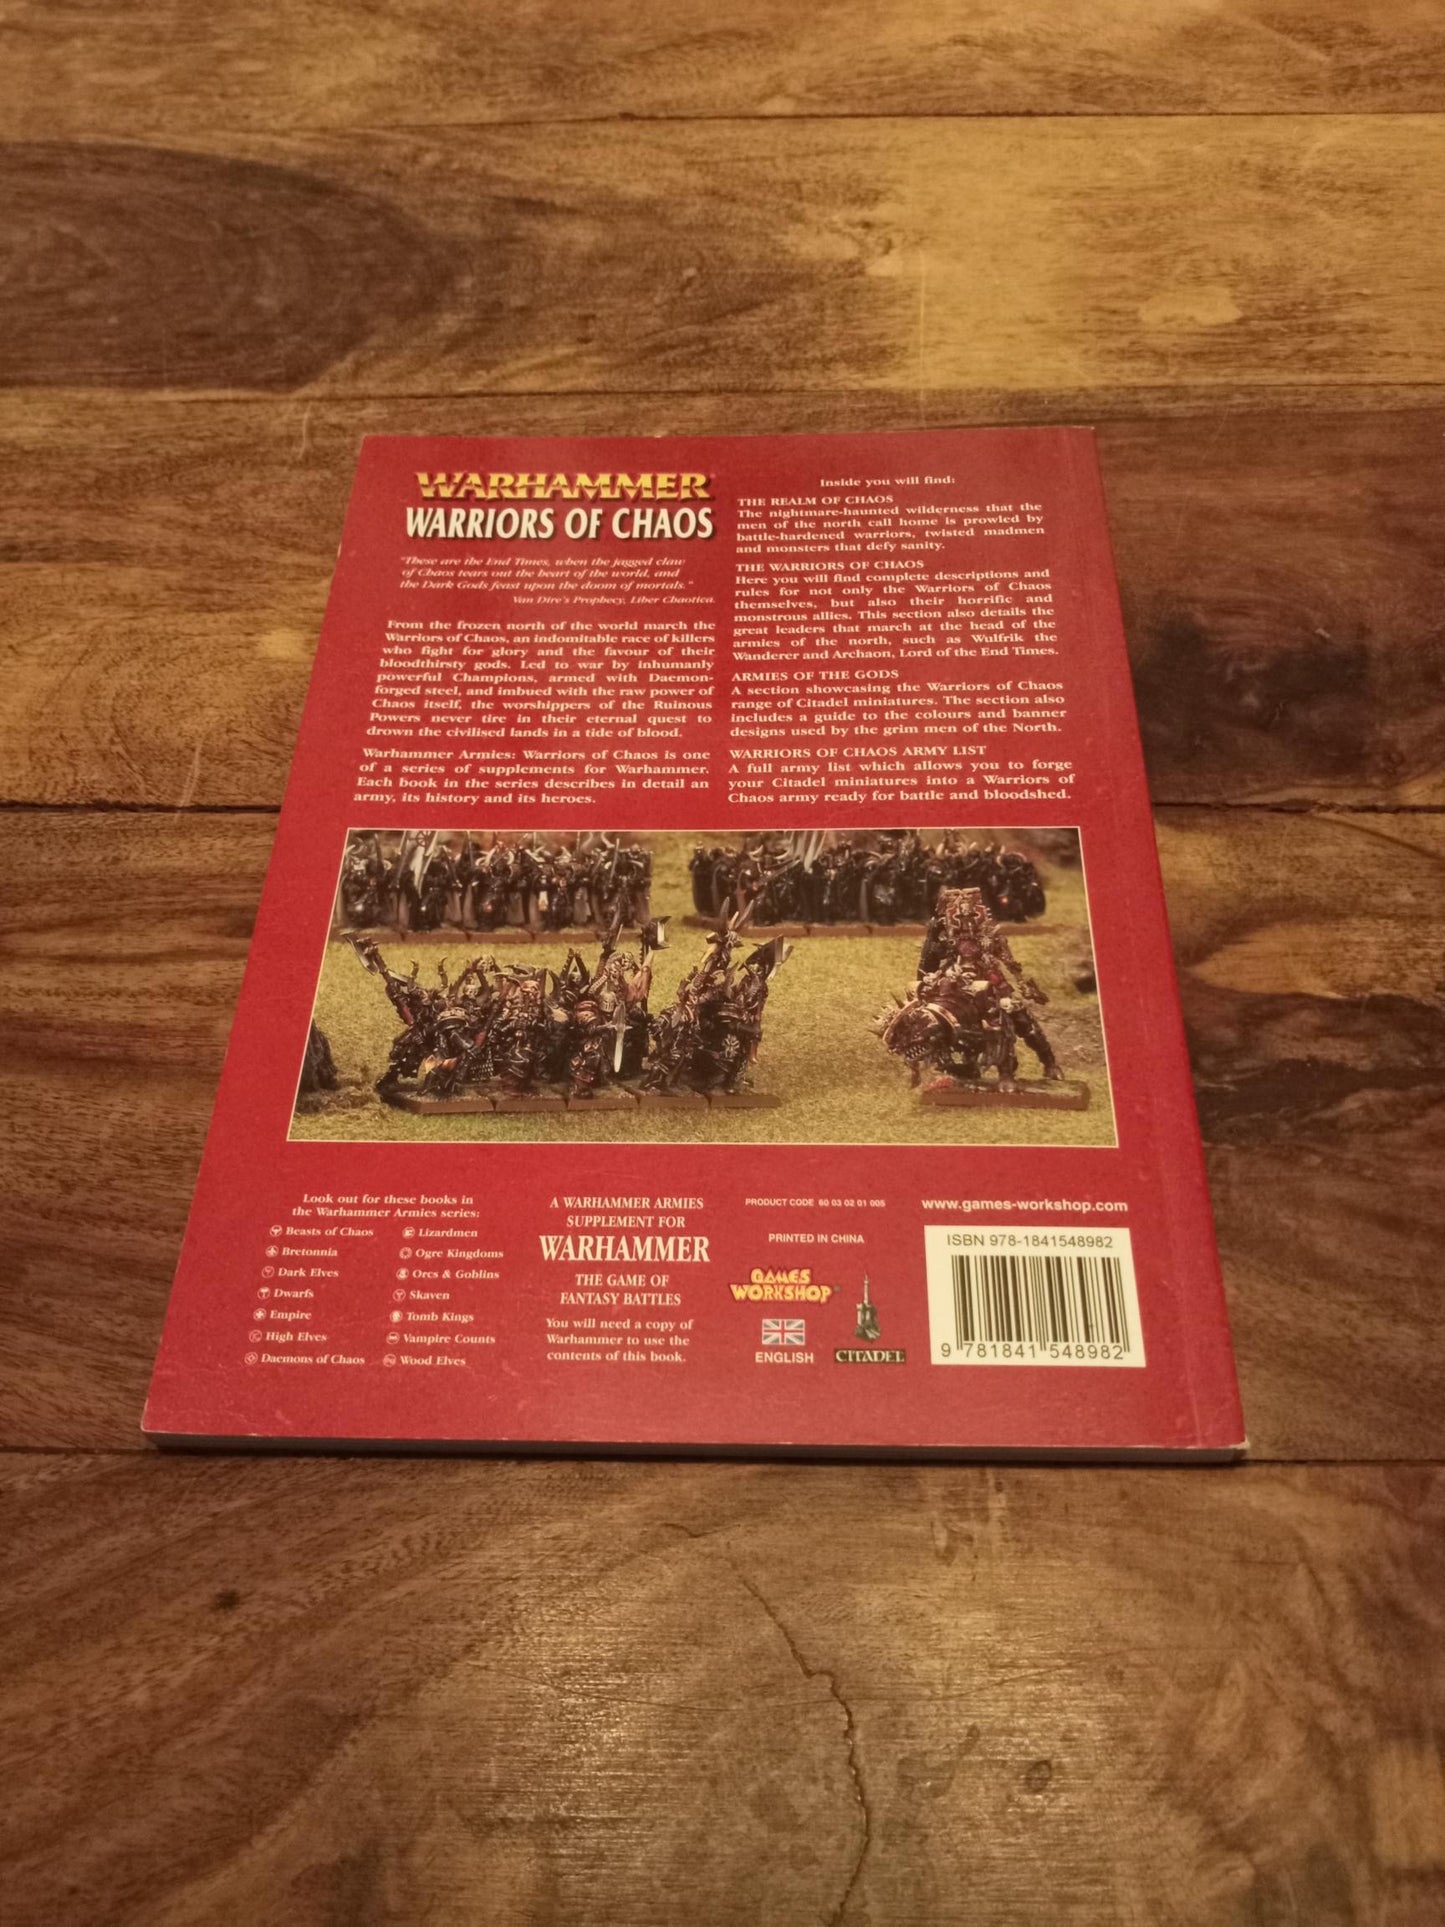 WARHAMMER®
WARRIORS OF CHAOS
"These are the End Times, when the jagged claw
of Chaos tears out the heart of the world, and
the Dark Gods feast upon the doom of mortals."
Van Dire's Prophecy, Liber Chaotica.
From the frozen north of the world march the
Warriors of Chaos, an indomitable race of killers
who fight for glory and the favour of their
bloodthirsty gods. Led to war by inhumanly
powerful Champions, armed with Daemon-
forged steel, and imbued with the raw power of
Chaos itself, the worshippers of the Ruinous
Powers never tire in their eternal quest to
drown the civilised lands in a tide of blood.
Warhammer Armies: Warriors of Chaos is one
of a series of supplements for Warhammer.
Each book in the series describes in detail an
army, its history and its heroes.
Inside you will find:
THE REALM OF CHAOS
The nightmare-haunted wilderness that the
men of the north call home is prowled by
battle-hardened warriors, twisted madmen
and monsters that defy sanity.
THE WARRIORS OF CHAOS
Here you will find complete descriptions and
rules for not only the Warriors of Chaos
themselves, but also their horrific and
monstrous allies. This section also details the
great leaders that march at the head of the
armies of the north, such as Wulfrik the
Wanderer and Archaon, Lord of the End Times.
ARMIES OF THE GODS
A section showcasing the Warriors of Chaos
range of Citadel miniatures. The section also
includes a guide to the colours and banner
designs used by the grim men of the North.
WARRIORS OF CHAOS ARMY LIST
A full army list which allows you to forge
your Citadel miniatures into a Warriors of
Chaos army ready for battle and bloodshed.
Look out for these books in
the Warhammer Armies series:
Beasts of Chaos
Bretonnia
Dark Elves
Dwarfs
Empire
High Elves
Daemons of Chaos
Lizardmen
Ogre Kingdoms
Orcs & Goblins
Skaven
Tomb Kings
Vampire Counts
Wood Elves
A WARHAMMER ARMIES
SUPPLEMENT FOR
WARHAMMER
THE GAME OF
FANTASY BATTLES
You will need a copy of
Warhammer to use the
contents of this book.
PRODUCT CODE 60 03 02 01 005
PRINTED IN CHINA
GAMES
WORKSHOP®
ENGLISH
CITADEL
www.games-workshop.com
ISBN 978-1841548982
9 781841 548982